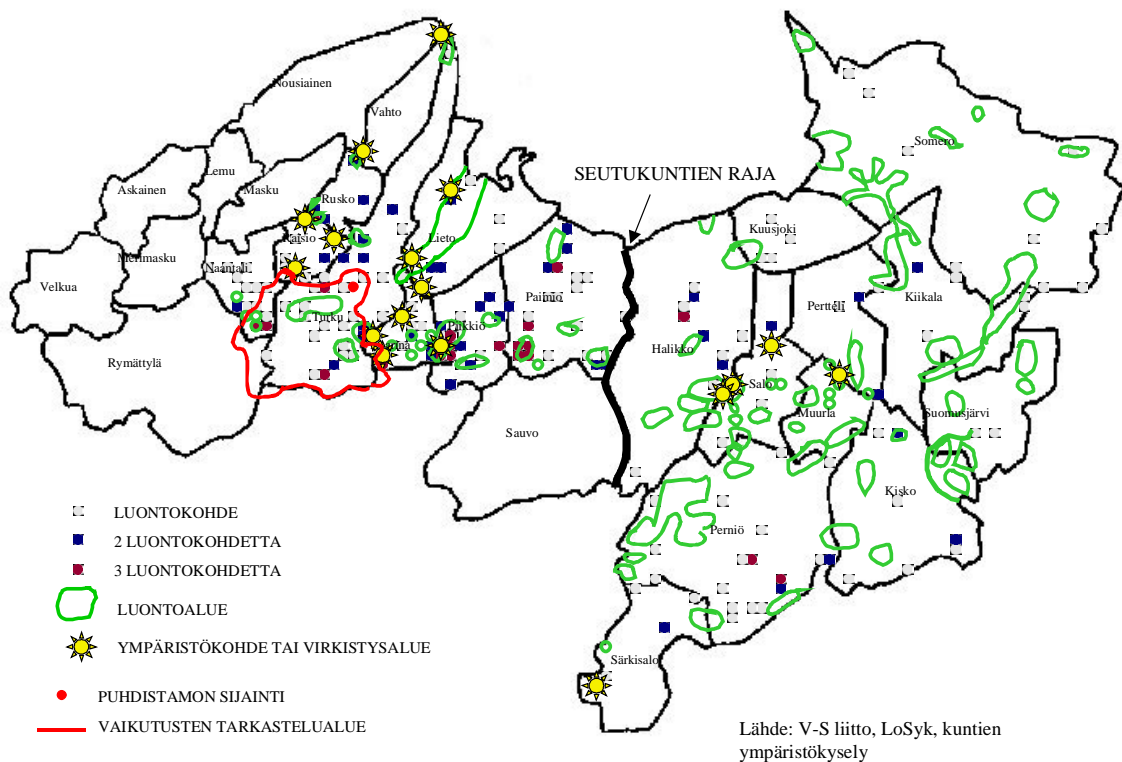 Nousiainen
Vahto
Somero
Lemu
SEUTUKUNTIEN RAJA
Askainen
Masku
Rusko
Kuusjoki
Raisio
Lieto
Merimasku
Naantali
Velkua
Paimio
Kiikala
Pertteli
Turku
Piikkiö
Kaarina
Halikko
Rymättylä
Salo
Muurla
Suomusjärvi
Sauvo
Kisko
LUONTOKOHDE
Perniö
2 LUONTOKOHDETTA
3 LUONTOKOHDETTA
LUONTOALUE
YMPÄRISTÖKOHDE TAI VIRKISTYSALUE
Särkisalo
PUHDISTAMON SIJAINTI
VAIKUTUSTEN TARKASTELUALUE
Lähde: V-S liitto, LoSyk, kuntien
ympäristökysely